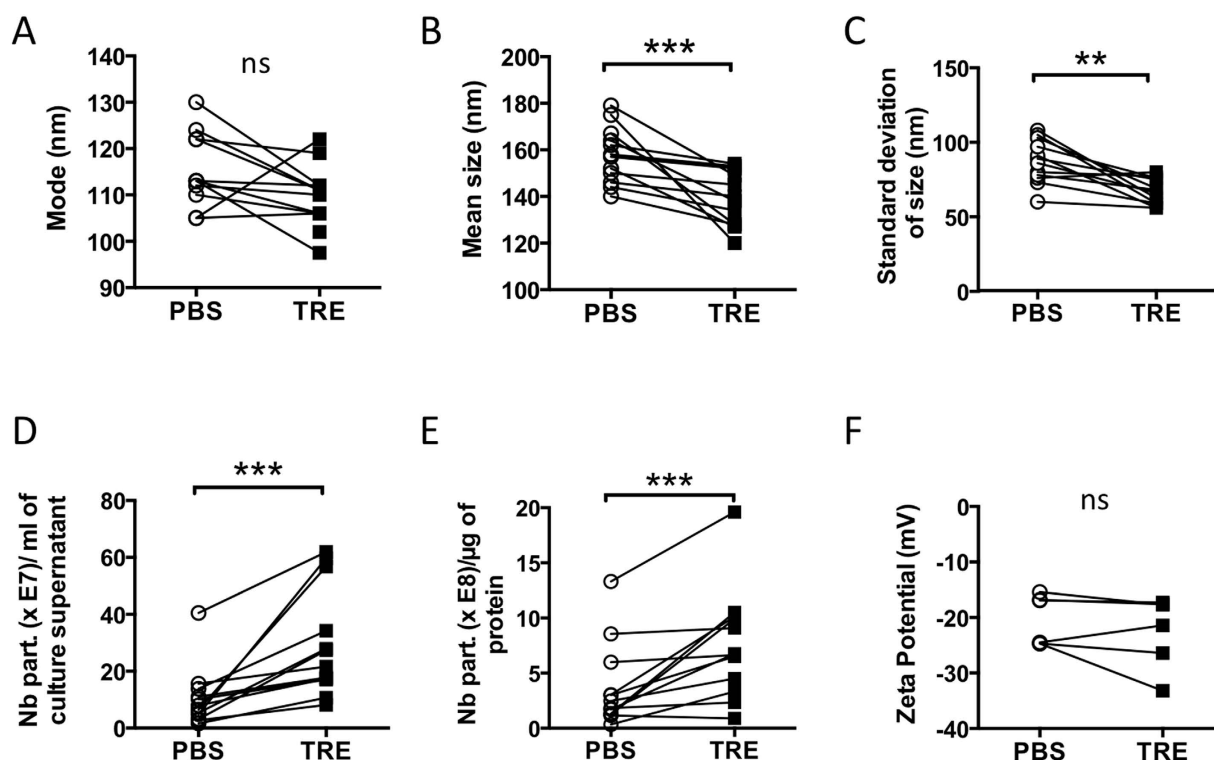 A
ns
Mode (nm)
140
130
120
110
100
90
PBS TRE
B
***
Mean size (nm)
200
180
160
140
120
100
PBS TRE
C
**
Standard deviation
of size (nm)
150
100
50
0
PBS TRE
D
***
Nb part. (x E7)/ ml of
culture supernatant
80
60
40
20
0
PBS TRE
E
***
Nb part. (x E8)/µg of
protein
20
15
10
5
0
PBS TRE
F
ns
Zeta Potential (mV)
-0
-10
-20
-30
-40
PBS TRE